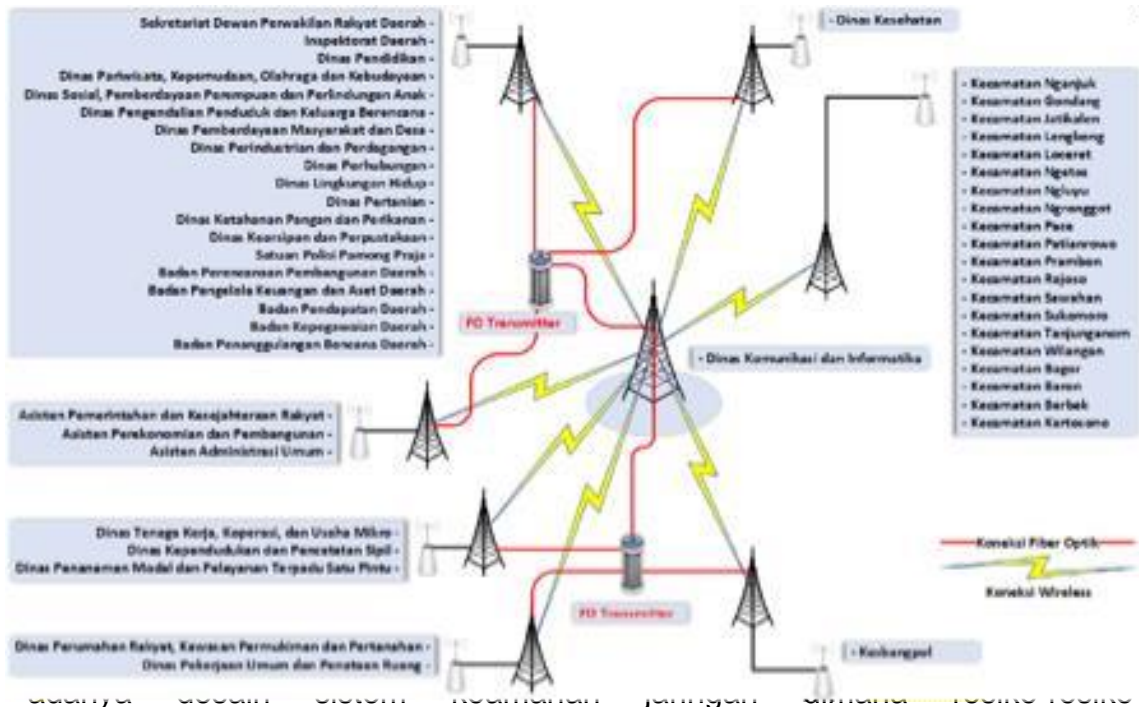 Sekretariat Dewan Perwakilan Rakyat Daerah -
Inspektorat Daerah -
Dinas Pendidikan -
Dinas Pariwisata, Kepemudaan, Olahraga dan Kebudayaan -
Dinas Sosial, Pemberdayaan Perempuan dan Perlindungan Anak -
Dinas Pengendalian Penduduk dan Keluarga Berencana -
Dinas Pemberdayaan Masyarakat dan Desa -
Dinas Perindustrian dan Perdagangan -
Dinas Perhubungan -
Dinas Lingkungan Hidup -
Dinas Pertanian -
Dinas Ketahanan Pangan dan Perikanan -
Dinas Kearsipan dan Perpustakaan -
Satuan Polisi Pamong Praja -
Badan Perencanaan Pembangunan Daerah -
Badan Pengelola Keuangan dan Aset Daerah -
Badan Pendapatan Daerah -
Badan Kepegawaian Daerah -
Badan Penanggulangan Bencana Daerah -
- Dinas Kesehatan
- Kecamatan Nganjuk
- Kecamatan Gondang
- Kecamatan Jatikalen
- Kecamatan Lengkong
- Kecamatan Loceret
- Kecamatan Ngetos
- Kecamatan Ngluyu
- Kecamatan Ngronggot
- Kecamatan Pace
- Kecamatan Patianrowo
- Kecamatan Prambon
- Kecamatan Rejoso
- Kecamatan Sawahan
- Kecamatan Sukomoro
- Kecamatan Tanjunganom
- Kecamatan Wilangan
- Kecamatan Bagor
- Kecamatan Baron
- Kecamatan Berbek
- Kecamatan Kertosono
FO Transmitter
- Dinas Komunikasi dan Informatika
Asisten Pemerintahan dan Kesejahteraan Rakyat -
Asisten Perekonomian dan Pembangunan -
Asisten Administrasi Umum -
Dinas Tenaga Kerja, Koperasi, dan Usaha Mikro -
Dinas Kependudukan dan Pencatatan Sipil -
Dinas Penanaman Modal dan Pelayanan Terpadu Satu Pintu -
FO Transmitter
Koneksi Fiber Optik
Koneksi Wireless
Dinas Perumahan Rakyat, Kawasan Permukiman dan Pertanahan -
Dinas Pekerjaan Umum dan Penataan Ruang -
- Kesbangpol
adanya desain sistem keamanan jaringan dimana resiko-resiko